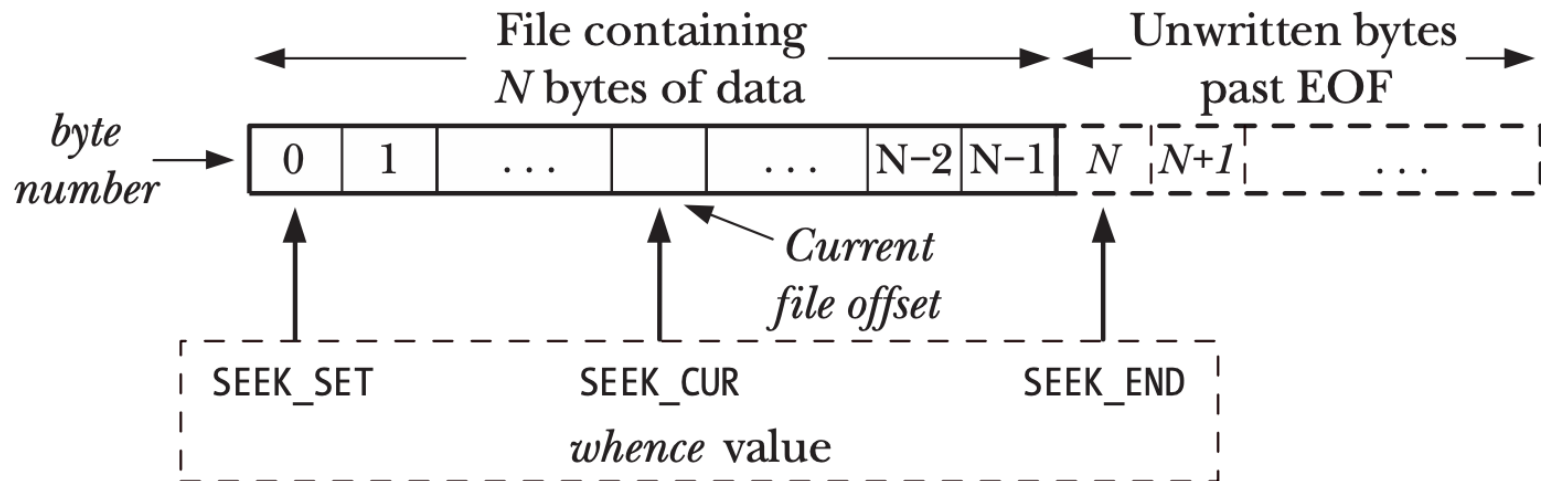 File containing
N bytes of data
Unwritten bytes
past EOF
byte
number
0 1 ... ... N−2 N−1 N N+1 ...
Current
file offset
SEEK_SET SEEK_CUR SEEK_END
whence value